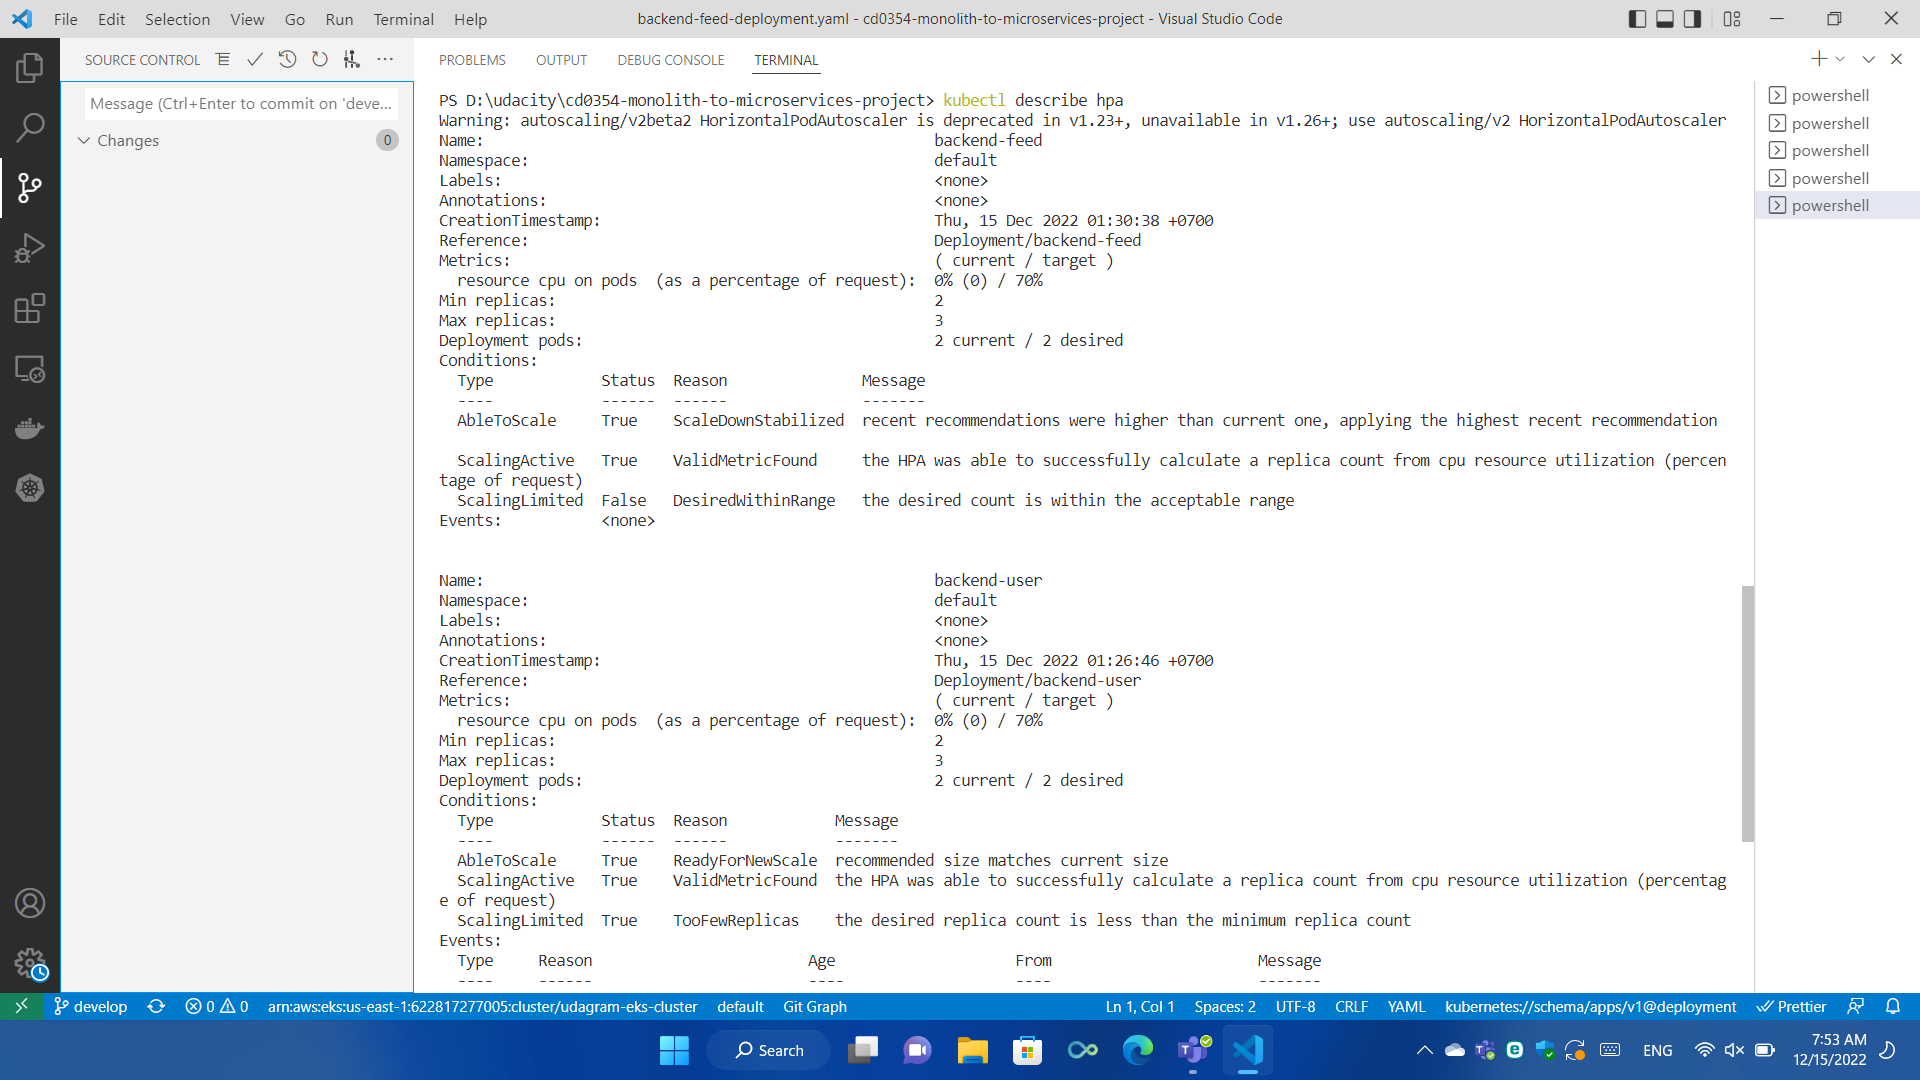 File Edit Selection View Go Run Terminal Help
backend-feed-deployment.yaml - cd0354-monolith-to-microservices-project - Visual Studio Code
SOURCE CONTROL
Message (Ctrl+Enter to commit on 'deve...
Changes 0
PROBLEMS OUTPUT DEBUG CONSOLE TERMINAL
PS D:\udacity\cd0354-monolith-to-microservices-project> kubectl describe hpa
Warning: autoscaling/v2beta2 HorizontalPodAutoscaler is deprecated in v1.23+, unavailable in v1.26+; use autoscaling/v2 HorizontalPodAutoscaler
Name: backend-feed
Namespace: default
Labels: <none>
Annotations: <none>
CreationTimestamp: Thu, 15 Dec 2022 01:30:38 +0700
Reference: Deployment/backend-feed
Metrics: ( current / target )
resource cpu on pods (as a percentage of request): 0% (0) / 70%
Min replicas: 2
Max replicas: 3
Deployment pods: 2 current / 2 desired
Conditions:
Type Status Reason Message
---- ------ ------ -------
AbleToScale True ScaleDownStabilized recent recommendations were higher than current one, applying the highest recent recommendation
ScalingActive True ValidMetricFound the HPA was able to successfully calculate a replica count from cpu resource utilization (percen
tage of request)
ScalingLimited False DesiredWithinRange the desired count is within the acceptable range
Events: <none>
Name: backend-user
Namespace: default
Labels: <none>
Annotations: <none>
CreationTimestamp: Thu, 15 Dec 2022 01:26:46 +0700
Reference: Deployment/backend-user
Metrics: ( current / target )
resource cpu on pods (as a percentage of request): 0% (0) / 70%
Min replicas: 2
Max replicas: 3
Deployment pods: 2 current / 2 desired
Conditions:
Type Status Reason Message
---- ------ ------ -------
AbleToScale True ReadyForNewScale recommended size matches current size
ScalingActive True ValidMetricFound the HPA was able to successfully calculate a replica count from cpu resource utilization (percentag
e of request)
ScalingLimited True TooFewReplicas the desired replica count is less than the minimum replica count
Events:
Type Reason Age From Message
---- ------ ---- ---- -------
powershell
powershell
powershell
powershell
powershell
develop 0 0 arn:aws:eks:us-east-1:622817277005:cluster/udagram-eks-cluster default Git Graph
Ln 1, Col 1 Spaces: 2 UTF-8 CRLF YAML kubernetes://schema/apps/v1@deployment Prettier
Search
ENG
7:53 AM
12/15/2022